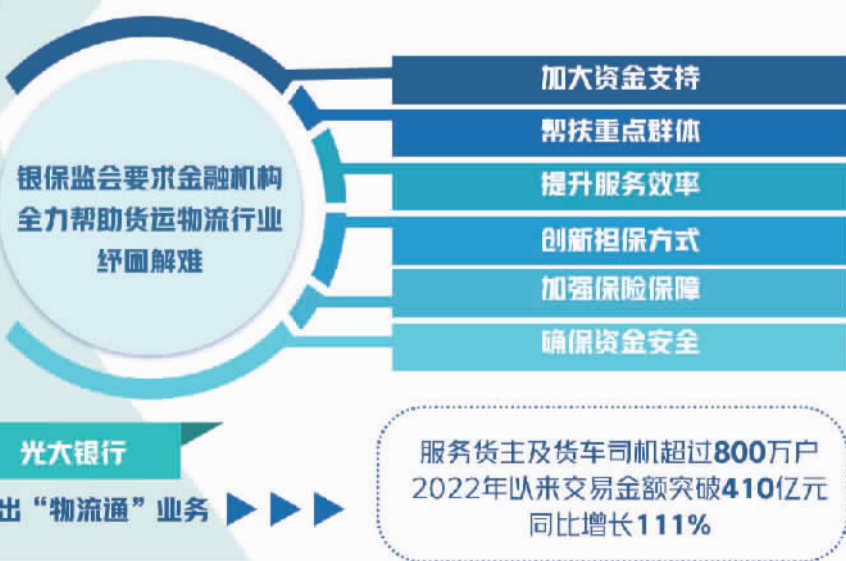 银保监会要求金融机构
全力帮助货运物流行业
纾困解难
加大资金支持
帮扶重点群体
提升服务效率
创新担保方式
加强保险保障
确保资金安全
光大银行
出“物流通”业务
服务货主及货车司机超过800万户
2022年以来交易金额突破410亿元
同比增长111%